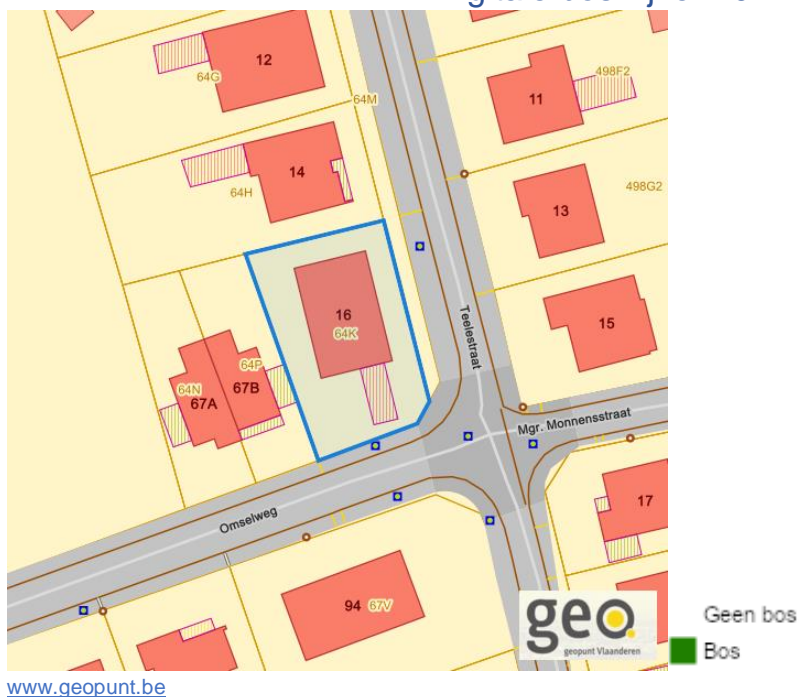 12
64G
64M
11
498F2
14
64H
13
498G2
16
64K
Teelestraat
15
64P
64N
67A
67B
Mgr. Monnensstraat
Omselweg
17
94 67V
geo.
geopunt Vlaanderen
Geen bos
Bos
www.geopunt.be